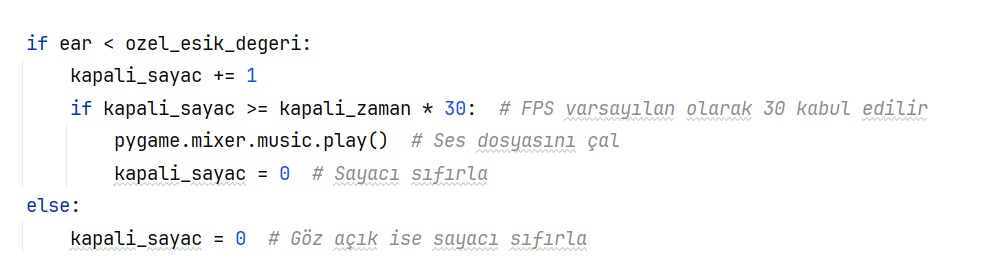 if ear < ozel_esik_degeri:
    kapali_sayac += 1
    if kapali_sayac >= kapali_zaman * 30:  # FPS varsayılan olarak 30 kabul edilir
        pygame.mixer.music.play()  # Ses dosyasını çal
        kapali_sayac = 0  # Sayacı sıfırla
else:
    kapali_sayac = 0  # Göz açık ise sayacı sıfırla